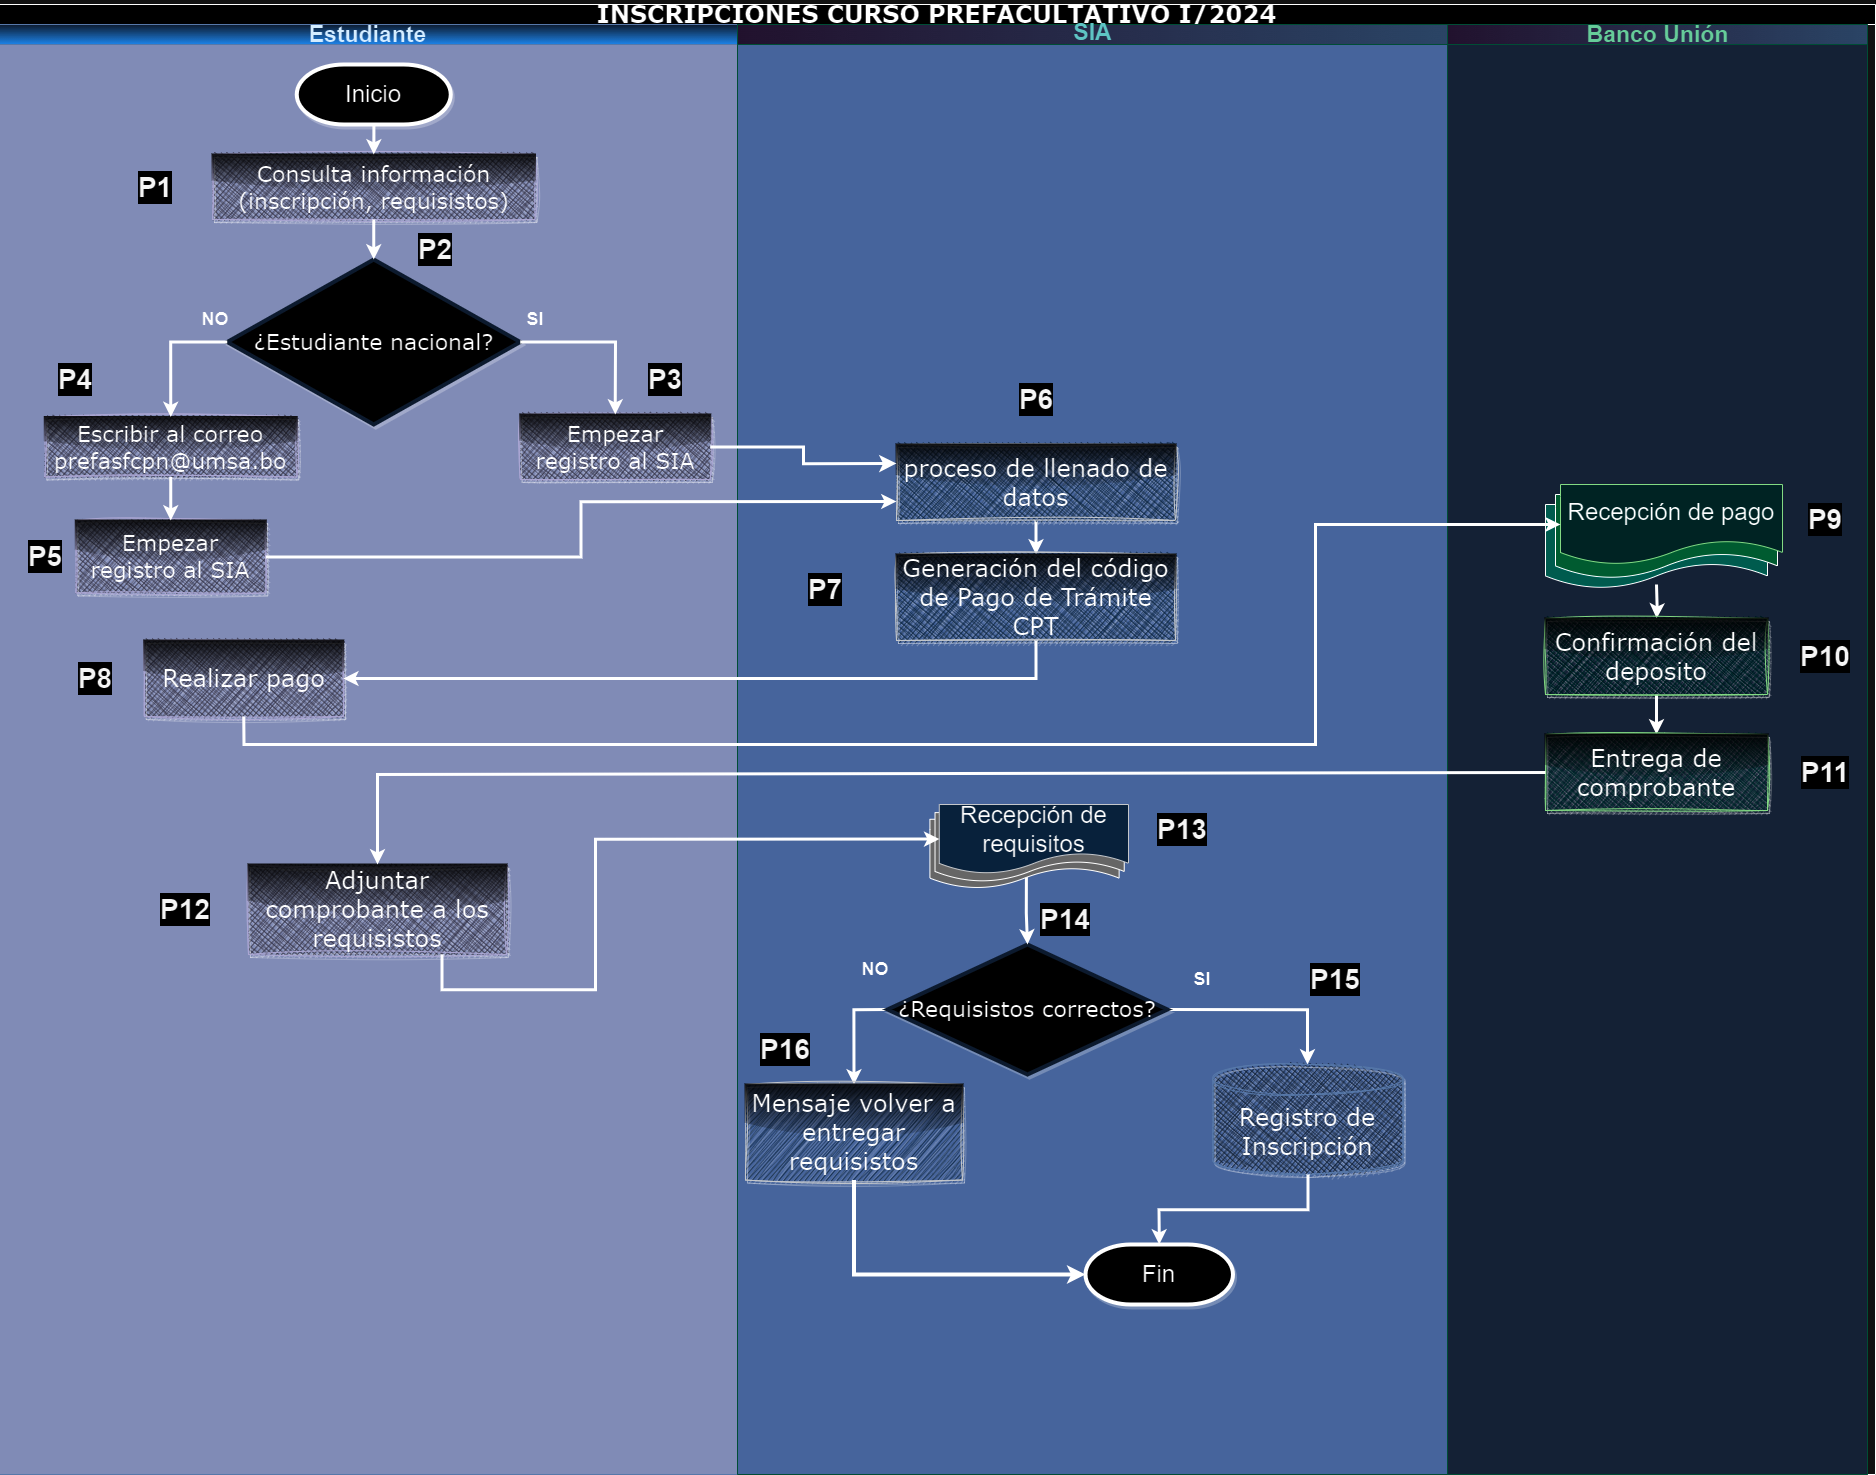 INSCRIPCIONES CURSO PREFACULTATIVO I/2024
Estudiante
SIA
Banco Unión
Inicio
P1
Consulta información
(inscripción, requisistos)
P2
¿Estudiante nacional?
NO
SI
P4
Escribir al correo
prefasfcpn@umsa.bo
P3
Empezar
registro al SIA
P5
Empezar
registro al SIA
P6
proceso de llenado de
datos
P7
Generación del código
de Pago de Trámite
CPT
P8
Realizar pago
Recepción de pago
P9
Confirmación del
deposito
P10
Entrega de
comprobante
P11
P12
Adjuntar
comprobante a los
requisistos
Recepción de
requisitos
P13
P14
¿Requisistos correctos?
NO
SI
P15
P16
Mensaje volver a
entregar
requisistos
Registro de
Inscripción
Fin